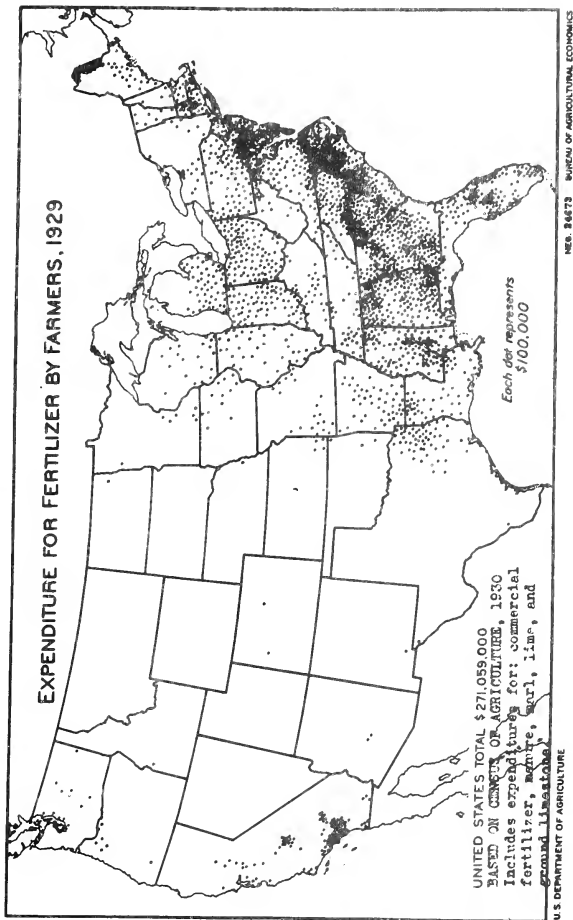 EXPENDITURE FOR FERTILIZER BY FARMERS, 1929
Each dot represents
$100,000
UNITED STATES TOTAL $271,059,000
BASED ON CENSUS OF AGRICULTURE, 1930
Includes expenditures for: commercial
fertilizer, manure, marl, lime, and
ground limestone.
U.S. DEPARTMENT OF AGRICULTURE
NEG. 24673 BUREAU OF AGRICULTURAL ECONOMICS